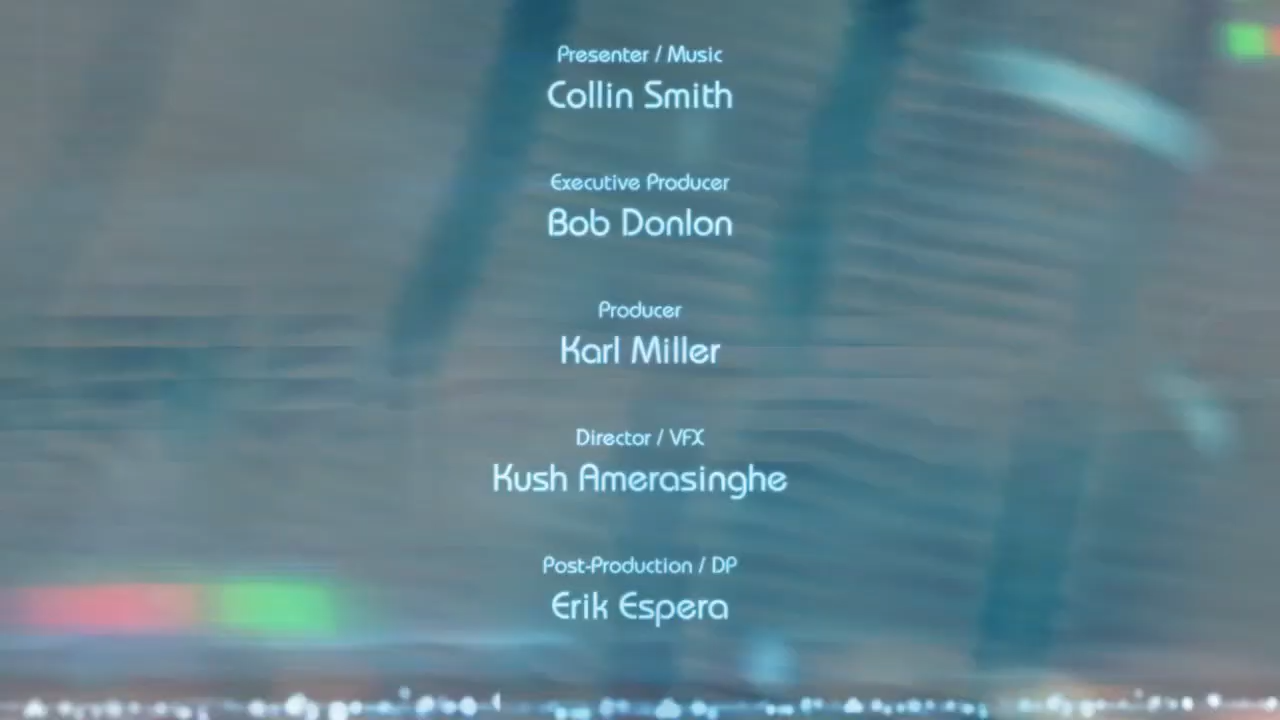 Presenter / Music
Collin Smith
Executive Producer
Bob Donlon
Producer
Karl Miller
Director / VFX
Kush Amerasinghe
Post-Production / DP
Erik Espera